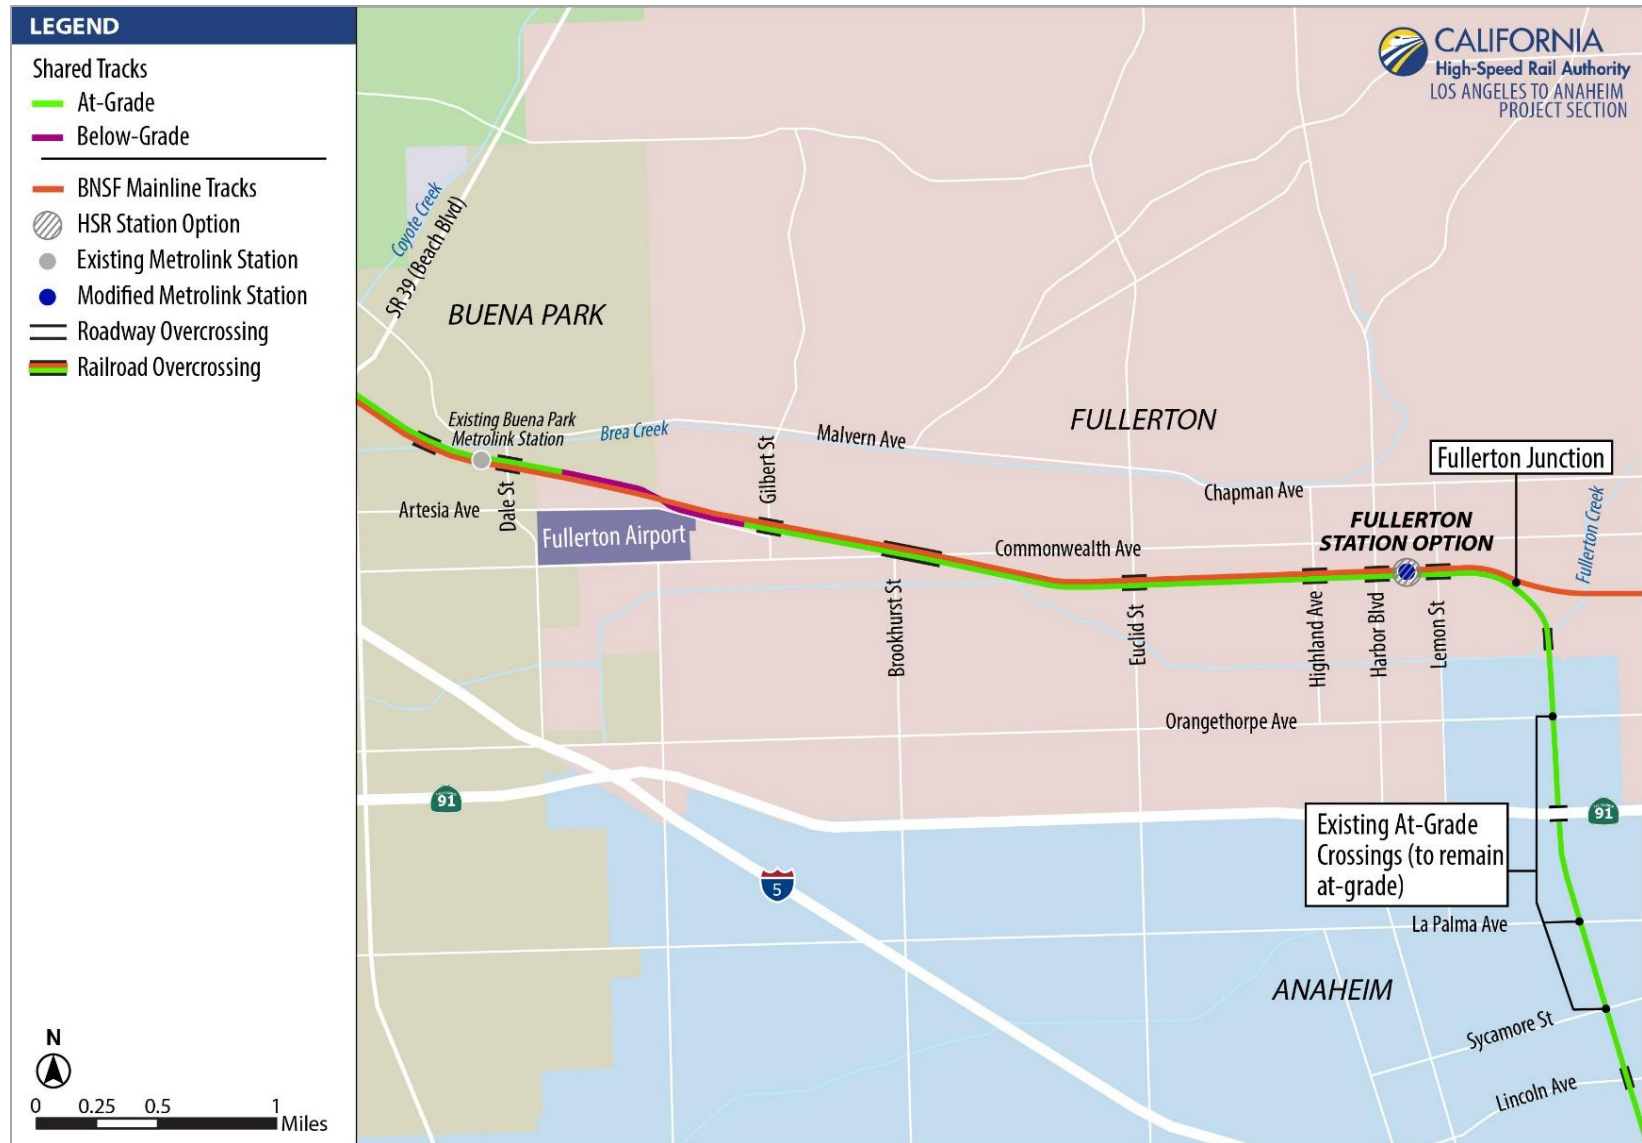 LEGEND
Shared Tracks
At-Grade
Below-Grade
BNSF Mainline Tracks
HSR Station Option
Existing Metrolink Station
Modified Metrolink Station
Roadway Overcrossing
Railroad Overcrossing
N
0 0.25 0.5 1
Miles
CALIFORNIA
High-Speed Rail Authority
LOS ANGELES TO ANAHEIM
PROJECT SECTION
Coyote Creek
SR 39 (Beach Blvd)
BUENA PARK
Existing Buena Park
Metrolink Station
Brea Creek
Malvern Ave
FULLERTON
Gilbert St
Artesia Ave
Dale St
Fullerton Airport
Chapman Ave
Fullerton Junction
FULLERTON
STATION OPTION
Commonwealth Ave
Fullerton Creek
Brookhurst St
Euclid St
Highland Ave
Harbor Blvd
Lemon St
Orangethorpe Ave
91
91
5
Existing At-Grade
Crossings (to remain
at-grade)
La Palma Ave
ANAHEIM
Sycamore St
Lincoln Ave